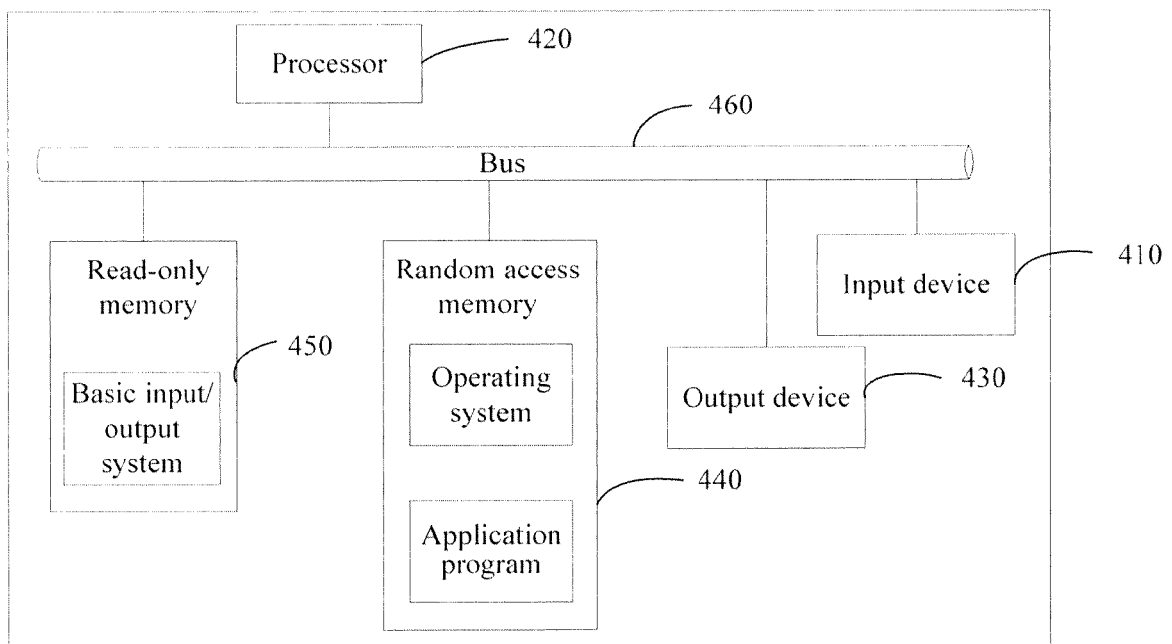 Processor
420
460
Bus
Read-only
memory
450
Basic input/
output
system
Random access
memory
Operating
system
440
Application
program
Output device
430
Input device
410